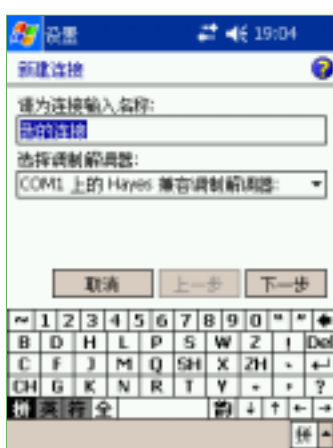 设置 19:04
新建连接
请为连接输入名称:
我的连接
选择调制解调器:
COM1 上的 Hayes 兼容调制解调器:
取消 上一步 下一步
~ 1 2 3 4 5 6 7 8 9 0 " "
B D H L P S W Z ! Del
C F J M Q SH X ZH 、
CH G K N R T Y 。 , ?
拼 英 符 全 韵 ↓ ↑ ← →
拼